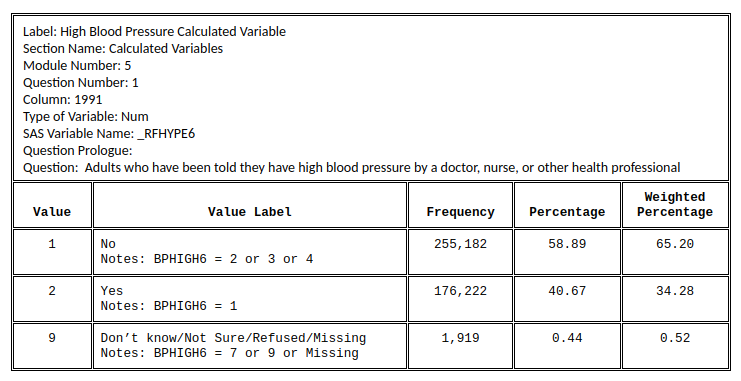 Label: High Blood Pressure Calculated Variable
Section Name: Calculated Variables
Module Number: 5
Question Number: 1
Column: 1991
Type of Variable: Num
SAS Variable Name: _RFHYPE6
Question Prologue:
Question: Adults who have been told they have high blood pressure by a doctor, nurse, or other health professional
Value Value Label Frequency Percentage Weighted Percentage
1 No 255,182 58.89 65.20
Notes: BPHIGH6 = 2 or 3 or 4
2 Yes 176,222 40.67 34.28
Notes: BPHIGH6 = 1
9 Don’t know/Not Sure/Refused/Missing 1,919 0.44 0.52
Notes: BPHIGH6 = 7 or 9 or Missing